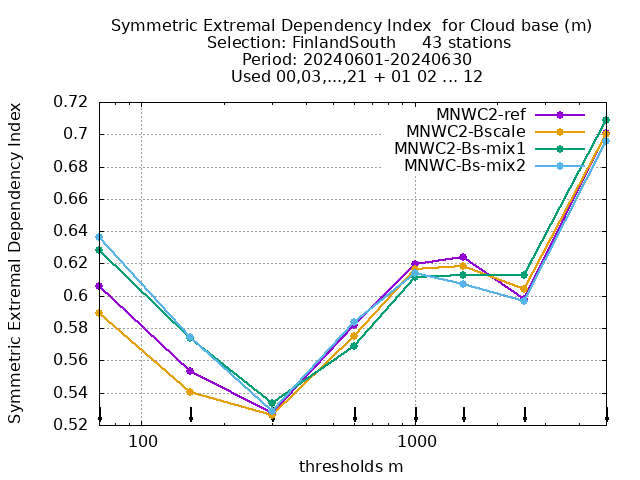 Symmetric Extremal Dependency Index  for Cloud base (m)
Selection: FinlandSouth     43 stations
Period: 20240601-20240630
Used 00,03,...,21 + 01 02 ... 12
Symmetric Extremal Dependency Index
0.72
0.7
0.68
0.66
0.64
0.62
0.6
0.58
0.56
0.54
0.52
MNWC2-ref
MNWC2-Bscale
MNWC2-Bs-mix1
MNWC-Bs-mix2
100
1000
thresholds m